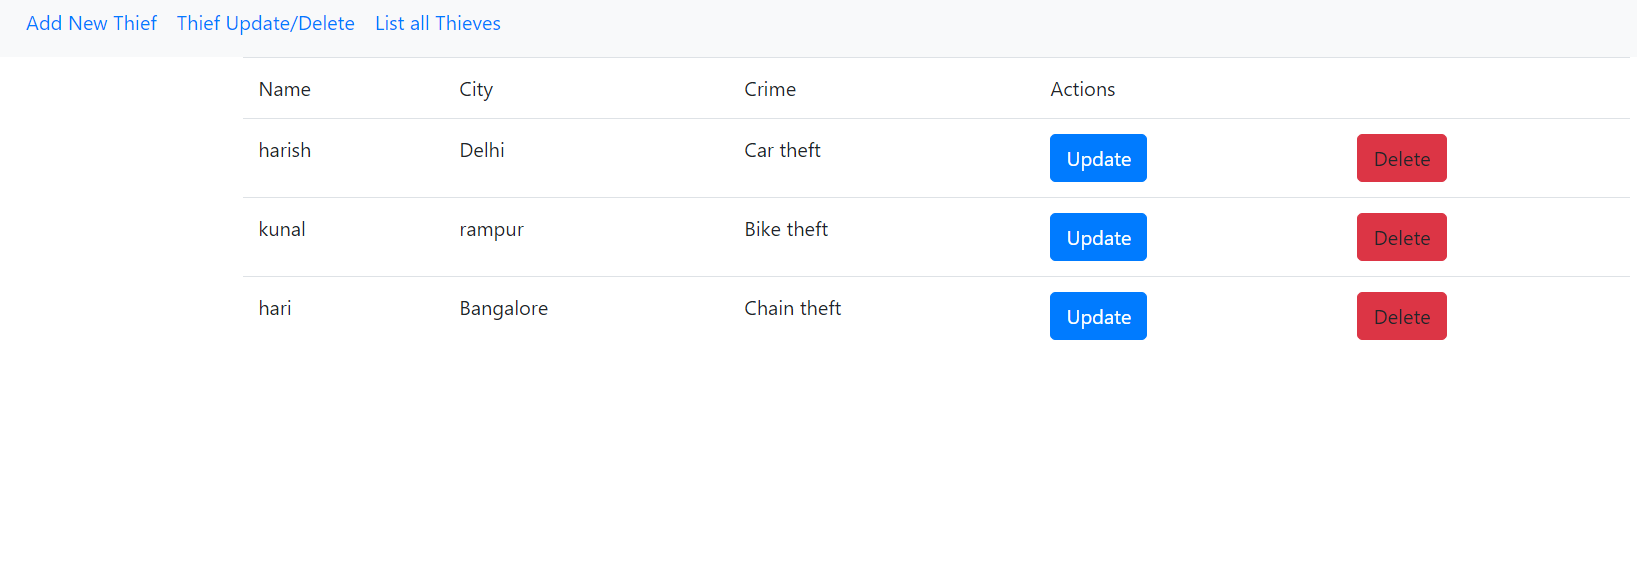 Add New Thief Thief Update/Delete List all Thieves
Name City Crime Actions
harish Delhi Car theft Update Delete
kunal rampur Bike theft Update Delete
hari Bangalore Chain theft Update Delete